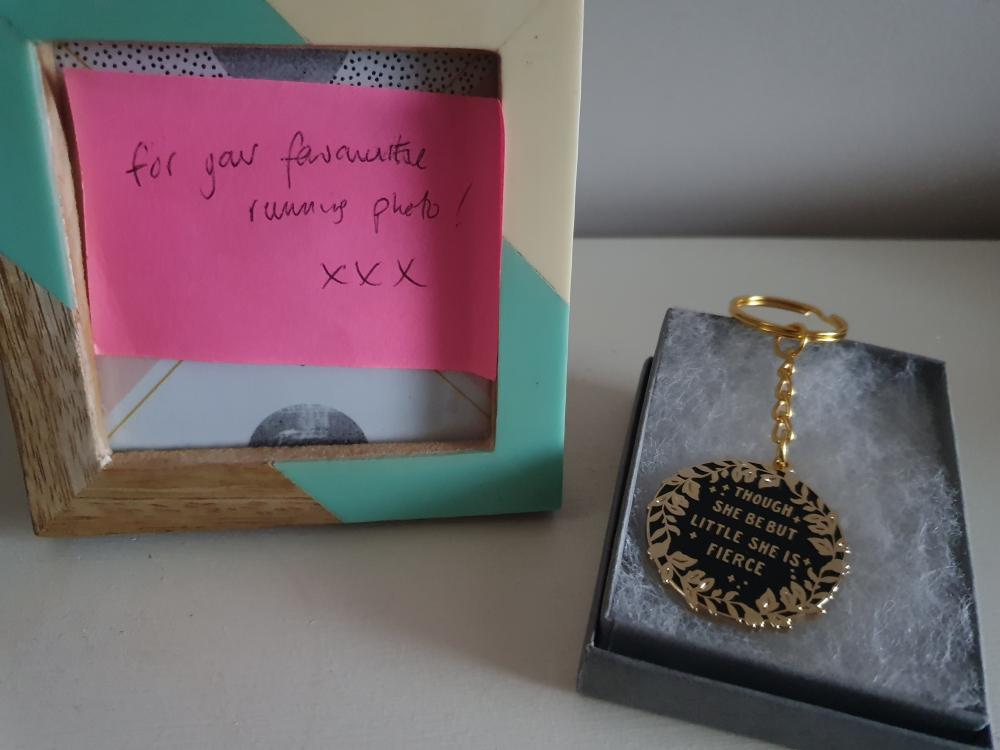 for your favourite
running photo!
xxx
THOUGH
SHE BE BUT
LITTLE SHE IS
FIERCE